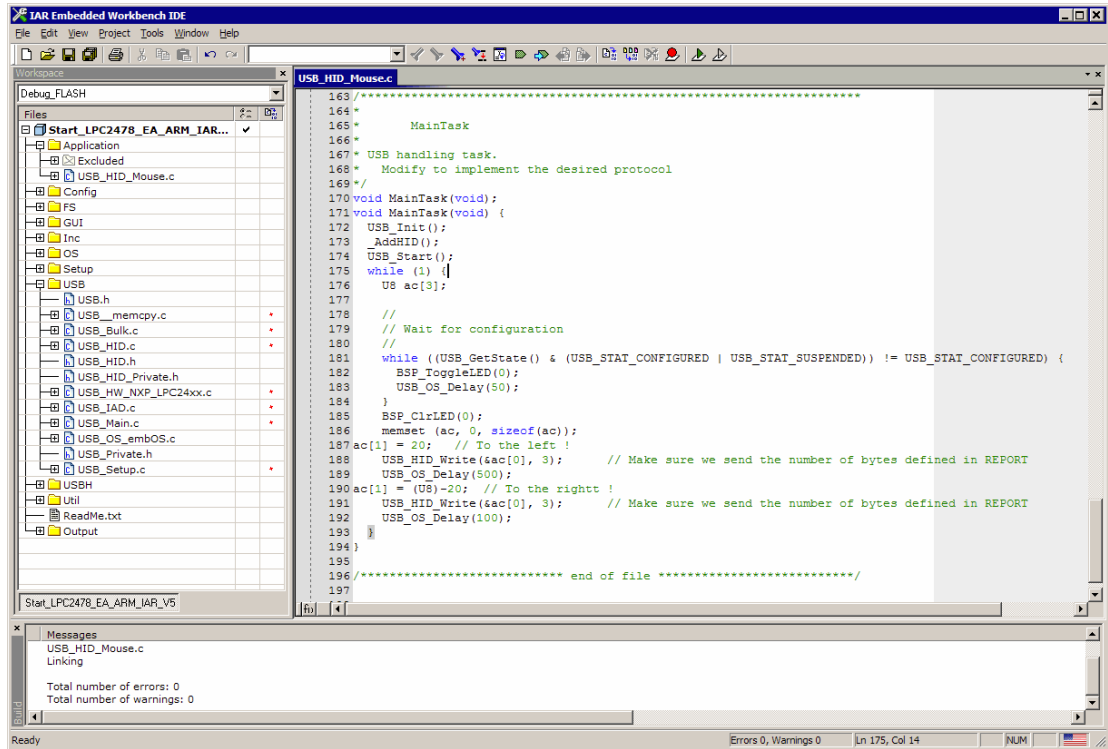 IAR Embedded Workbench IDE
File Edit View Project Tools Window Help
Workspace
Debug_FLASH
Files
Start_LPC2478_EA_ARM_IAR...
Application
Excluded
USB_HID_Mouse.c
Config
FS
GUI
Inc
OS
Setup
USB
USB.h
USB__memcpy.c
USB_Bulk.c
USB_HID.c
USB_HID.h
USB_HID_Private.h
USB_HW_NXP_LPC24xx.c
USB_IAD.c
USB_Main.c
USB_OS_embOS.c
USB_Private.h
USB_Setup.c
USBH
Util
ReadMe.txt
Output
Start_LPC2478_EA_ARM_IAR_V5
USB_HID_Mouse.c
163 /*********************************************************************
164 *
165 *       MainTask
166 *
167 * USB handling task.
168 *   Modify to implement the desired protocol
169 */
170 void MainTask(void);
171 void MainTask(void) {
172   USB_Init();
173   _AddHID();
174   USB_Start();
175   while (1) {
176     U8 ac[3];
177
178     //
179     // Wait for configuration
180     //
181     while ((USB_GetState() & (USB_STAT_CONFIGURED | USB_STAT_SUSPENDED)) != USB_STAT_CONFIGURED) {
182       BSP_ToggleLED(0);
183       USB_OS_Delay(50);
184     }
185     BSP_ClrLED(0);
186     memset (ac, 0, sizeof(ac));
187 ac[1] = 20;   // To the left !
188     USB_HID_Write(&ac[0], 3);      // Make sure we send the number of bytes defined in REPORT
189     USB_OS_Delay(500);
190 ac[1] = (U8)-20;  // To the rightt !
191     USB_HID_Write(&ac[0], 3);      // Make sure we send the number of bytes defined in REPORT
192     USB_OS_Delay(100);
193   }
194 }
195
196 /**************************** end of file ***************************/
197
Build
Messages
USB_HID_Mouse.c
Linking
Total number of errors: 0
Total number of warnings: 0
Ready
Errors 0, Warnings 0
Ln 175, Col 14
NUM